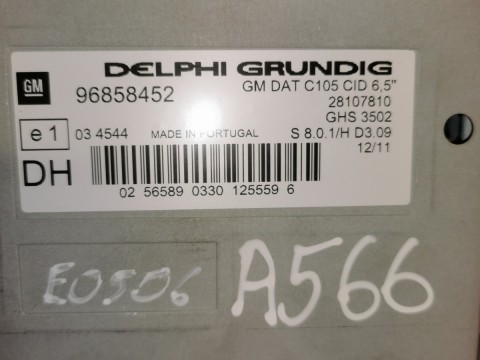 DELPHI GRUNDIG
GM
96858452
GM DAT C105 CID 6,5"
28107810
GHS 3502
e 1
03 4544
MADE IN PORTUGAL
S 8.0.1/H D3.09
12/11
DH
02 56589 0330 125559 6
E0506
A566